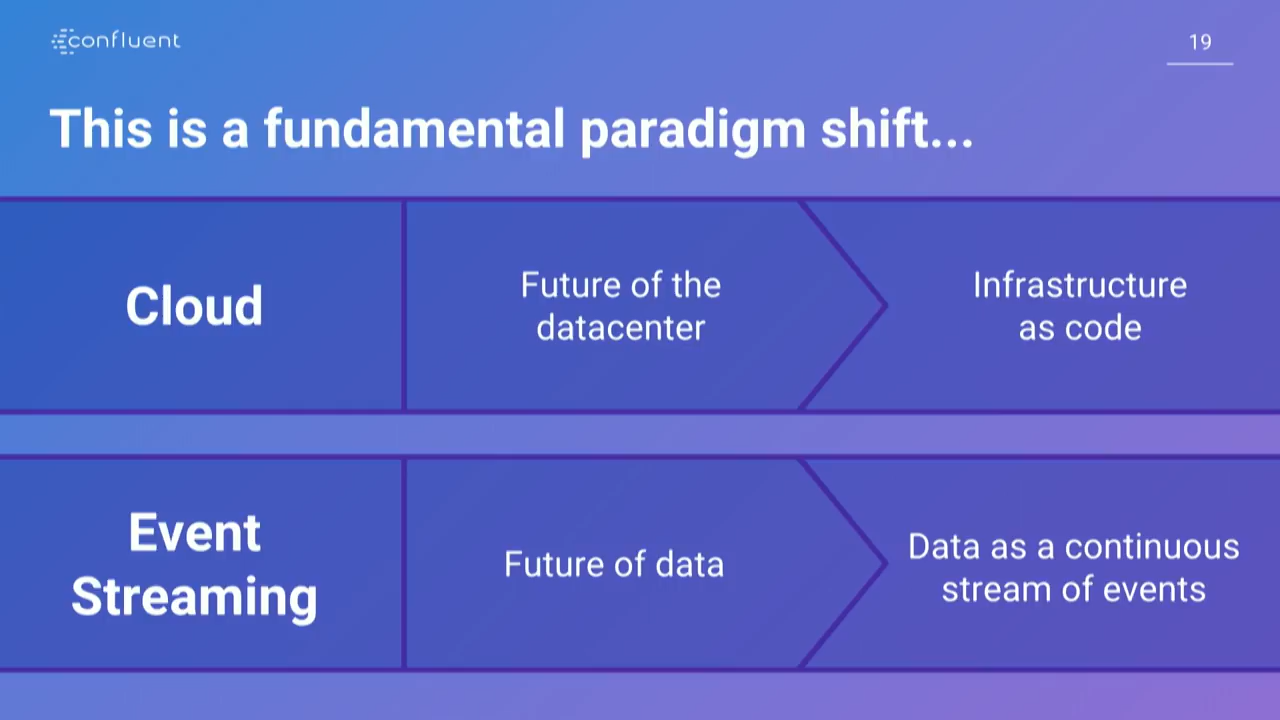 confluent
19
This is a fundamental paradigm shift...
Cloud
Future of the
datacenter
Infrastructure
as code
Event
Streaming
Future of data
Data as a continuous
stream of events